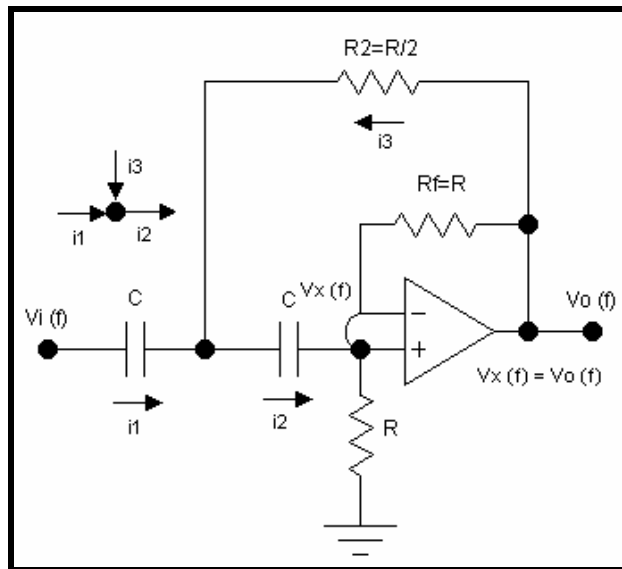 R2=R/2
i3
Rf=R
i3
i1
i2
C
C
Vx (f)
Vi (f)
Vo (f)
Vx (f) = Vo (f)
i1
i2
R